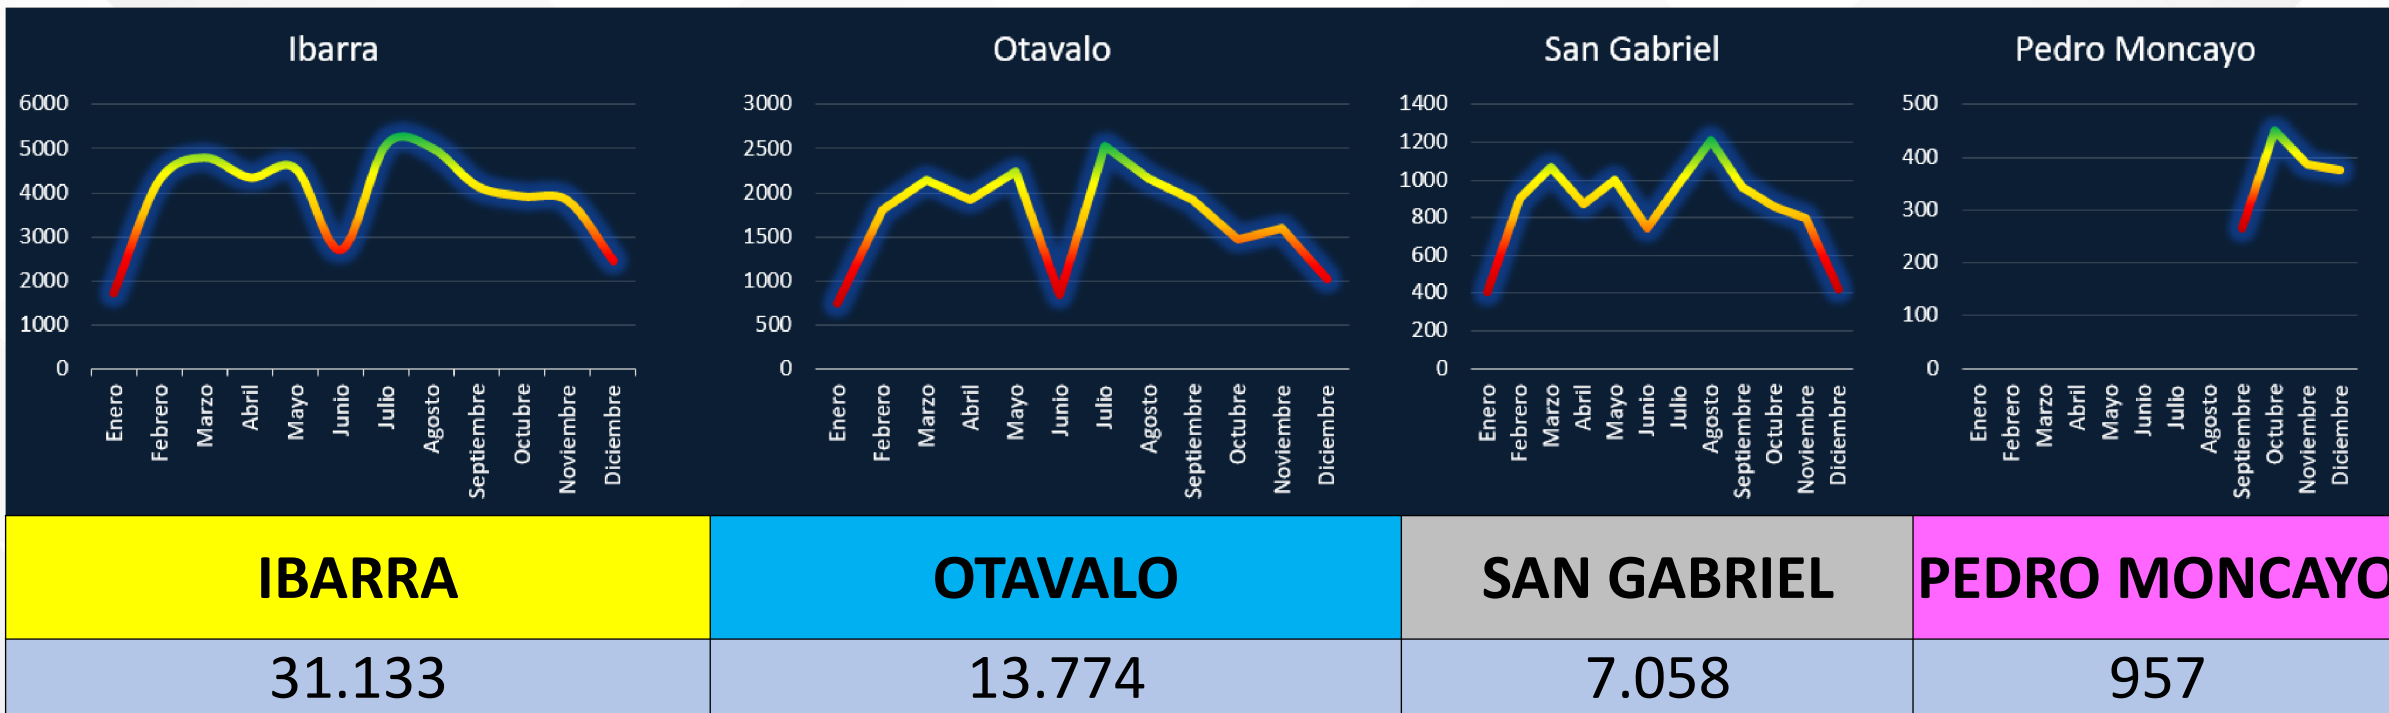 Ibarra
6000
5000
4000
3000
2000
1000
0
Enero
Febrero
Marzo
Abril
Mayo
Junio
Julio
Agosto
Septiembre
Octubre
Noviembre
Diciembre
Otavalo
3000
2500
2000
1500
1000
500
0
Enero
Febrero
Marzo
Abril
Mayo
Junio
Julio
Agosto
Septiembre
Octubre
Noviembre
Diciembre
San Gabriel
1400
1200
1000
800
600
400
200
0
Enero
Febrero
Marzo
Abril
Mayo
Junio
Julio
Agosto
Septiembre
Octubre
Noviembre
Diciembre
Pedro Moncayo
500
400
300
200
100
0
Enero
Febrero
Marzo
Abril
Mayo
Junio
Julio
Agosto
Septiembre
Octubre
Noviembre
Diciembre
IBARRA
OTAVALO
SAN GABRIEL
PEDRO MONCAYO
31.133
13.774
7.058
957